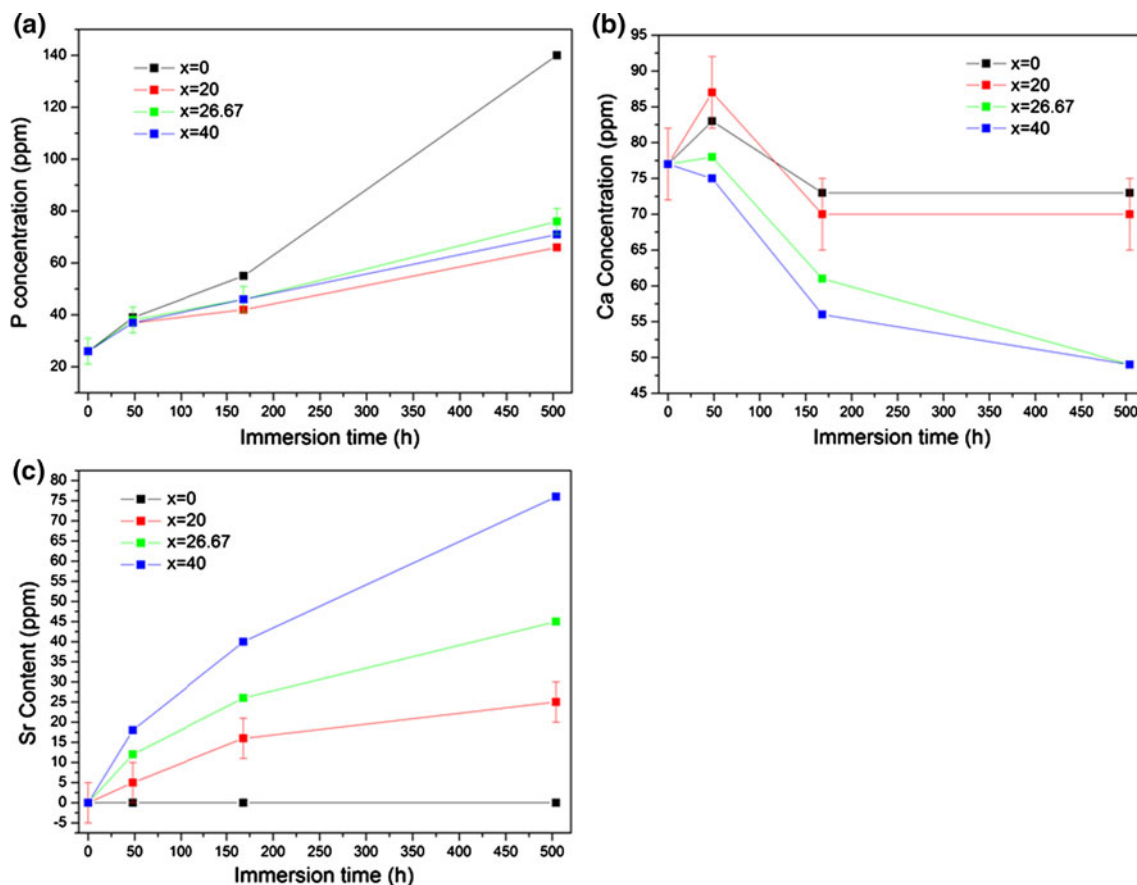 (a)
P concentration (ppm)
140
120
100
80
60
40
20
x=0
x=20
x=26.67
x=40
0 50 100 150 200 250 300 350 400 450 500
Immersion time (h)
(b)
Ca Concentration (ppm)
95
90
85
80
75
70
65
60
55
50
45
x=0
x=20
x=26.67
x=40
0 50 100 150 200 250 300 350 400 450 500
Immersion time (h)
(c)
Sr Content (ppm)
80
75
70
65
60
55
50
45
40
35
30
25
20
15
10
5
0
-5
x=0
x=20
x=26.67
x=40
0 50 100 150 200 250 300 350 400 450 500
Immersion time (h)